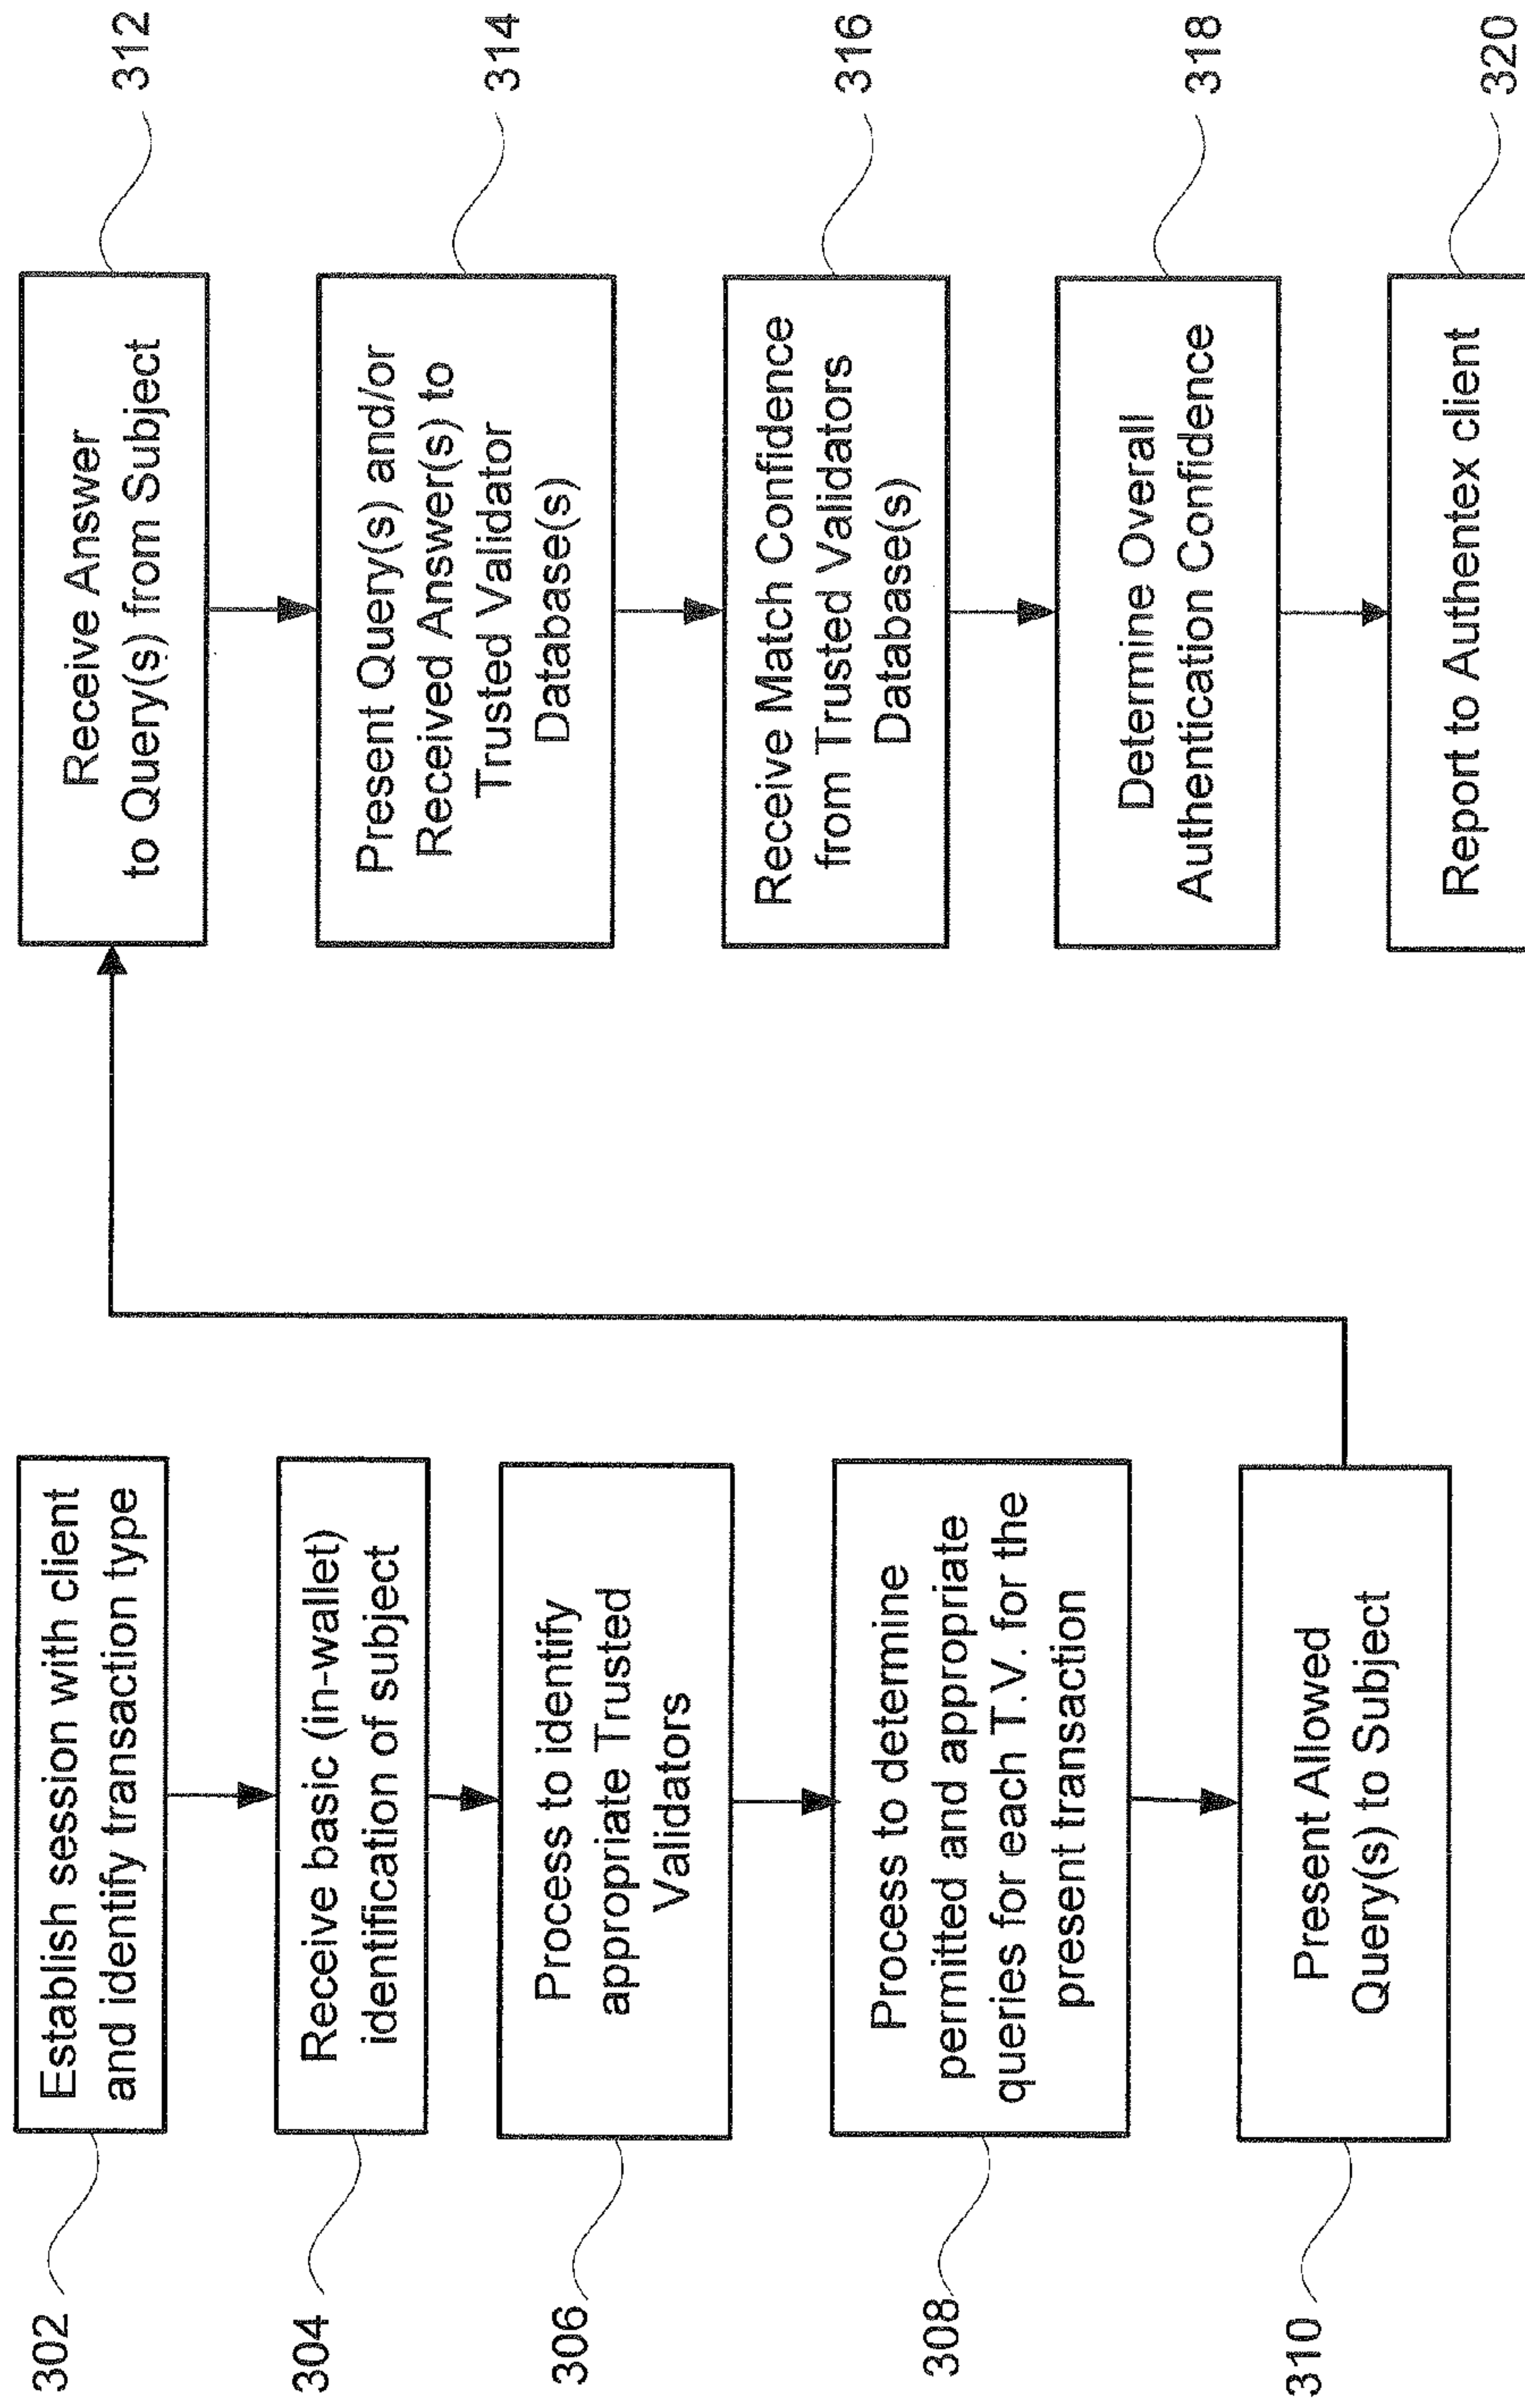 302
Establish session with client
and identify transaction type
304
Receive basic (in-wallet)
identification of subject
306
Process to identify
appropriate Trusted
Validators
308
Process to determine
permitted and appropriate
queries for each T.V. for the
present transaction
310
Present Allowed
Query(s) to Subject
Receive Answer
to Query(s) from Subject
312
Present Query(s) and/or
Received Answer(s) to
Trusted Validator
Database(s)
314
Receive Match Confidence
from Trusted Validators
Database(s)
316
Determine Overall
Authentication Confidence
318
Report to Authentex client
320